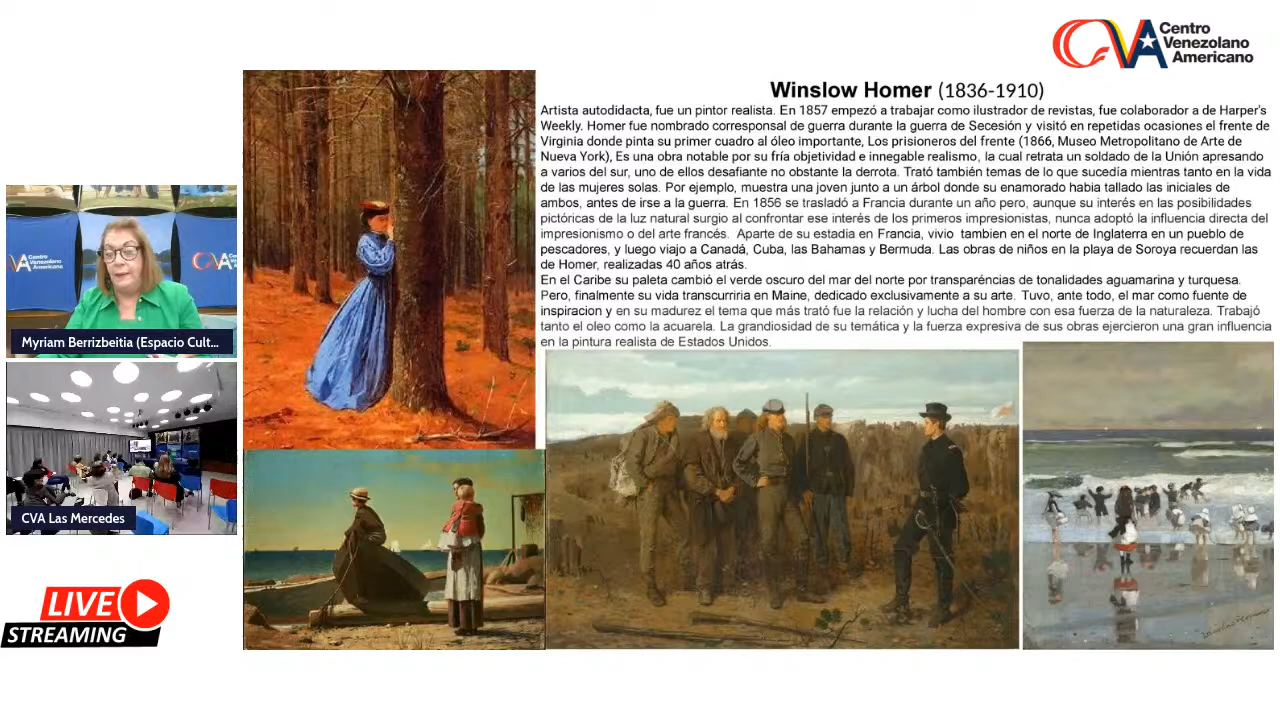 Centro
Venezolano
Americano
Winslow Homer (1836-1910)
Artista autodidacta, fue un pintor realista. En 1857 empezó a trabajar como ilustrador de revistas, fue colaborador a de Harper's
Weekly. Homer fue nombrado corresponsal de guerra durante la guerra de Secesión y visitó en repetidas ocasiones el frente de
Virginia donde pinta su primer cuadro al óleo importante, Los prisioneros del frente (1866, Museo Metropolitano de Arte de
Nueva York), Es una obra notable por su fría objetividad e innegable realismo, la cual retrata un soldado de la Unión apresando
a varios del sur, uno de ellos desafiante no obstante la derrota. Trató también temas de lo que sucedía mientras tanto en la vida
de las mujeres solas. Por ejemplo, muestra una joven junto a un árbol donde su enamorado habia tallado las iniciales de
ambos, antes de irse a la guerra. En 1856 se trasladó a Francia durante un año pero, aunque su interés en las posibilidades
pictóricas de la luz natural surgio al confrontar ese interés de los primeros impresionistas, nunca adoptó la influencia directa del
impresionismo o del arte francés. Aparte de su estadia en Francia, vivio tambien en el norte de Inglaterra en un pueblo de
pescadores, y luego viajo a Canadá, Cuba, las Bahamas y Bermuda. Las obras de niños en la playa de Soroya recuerdan las
de Homer, realizadas 40 años atrás.
En el Caribe su paleta cambió el verde oscuro del mar del norte por transparéncias de tonalidades aguamarina y turquesa.
Pero, finalmente su vida transcurriria en Maine, dedicado exclusivamente a su arte. Tuvo, ante todo, el mar como fuente de
inspiracion y en su madurez el tema que más trató fue la relación y lucha del hombre con esa fuerza de la naturaleza. Trabajó
tanto el oleo como la acuarela. La grandiosidad de su temática y la fuerza expresiva de sus obras ejercieron una gran influencia
en la pintura realista de Estados Unidos.
Myriam Berrizbeitia (Espacio Cult...
CVA Las Mercedes
LIVE
STREAMING